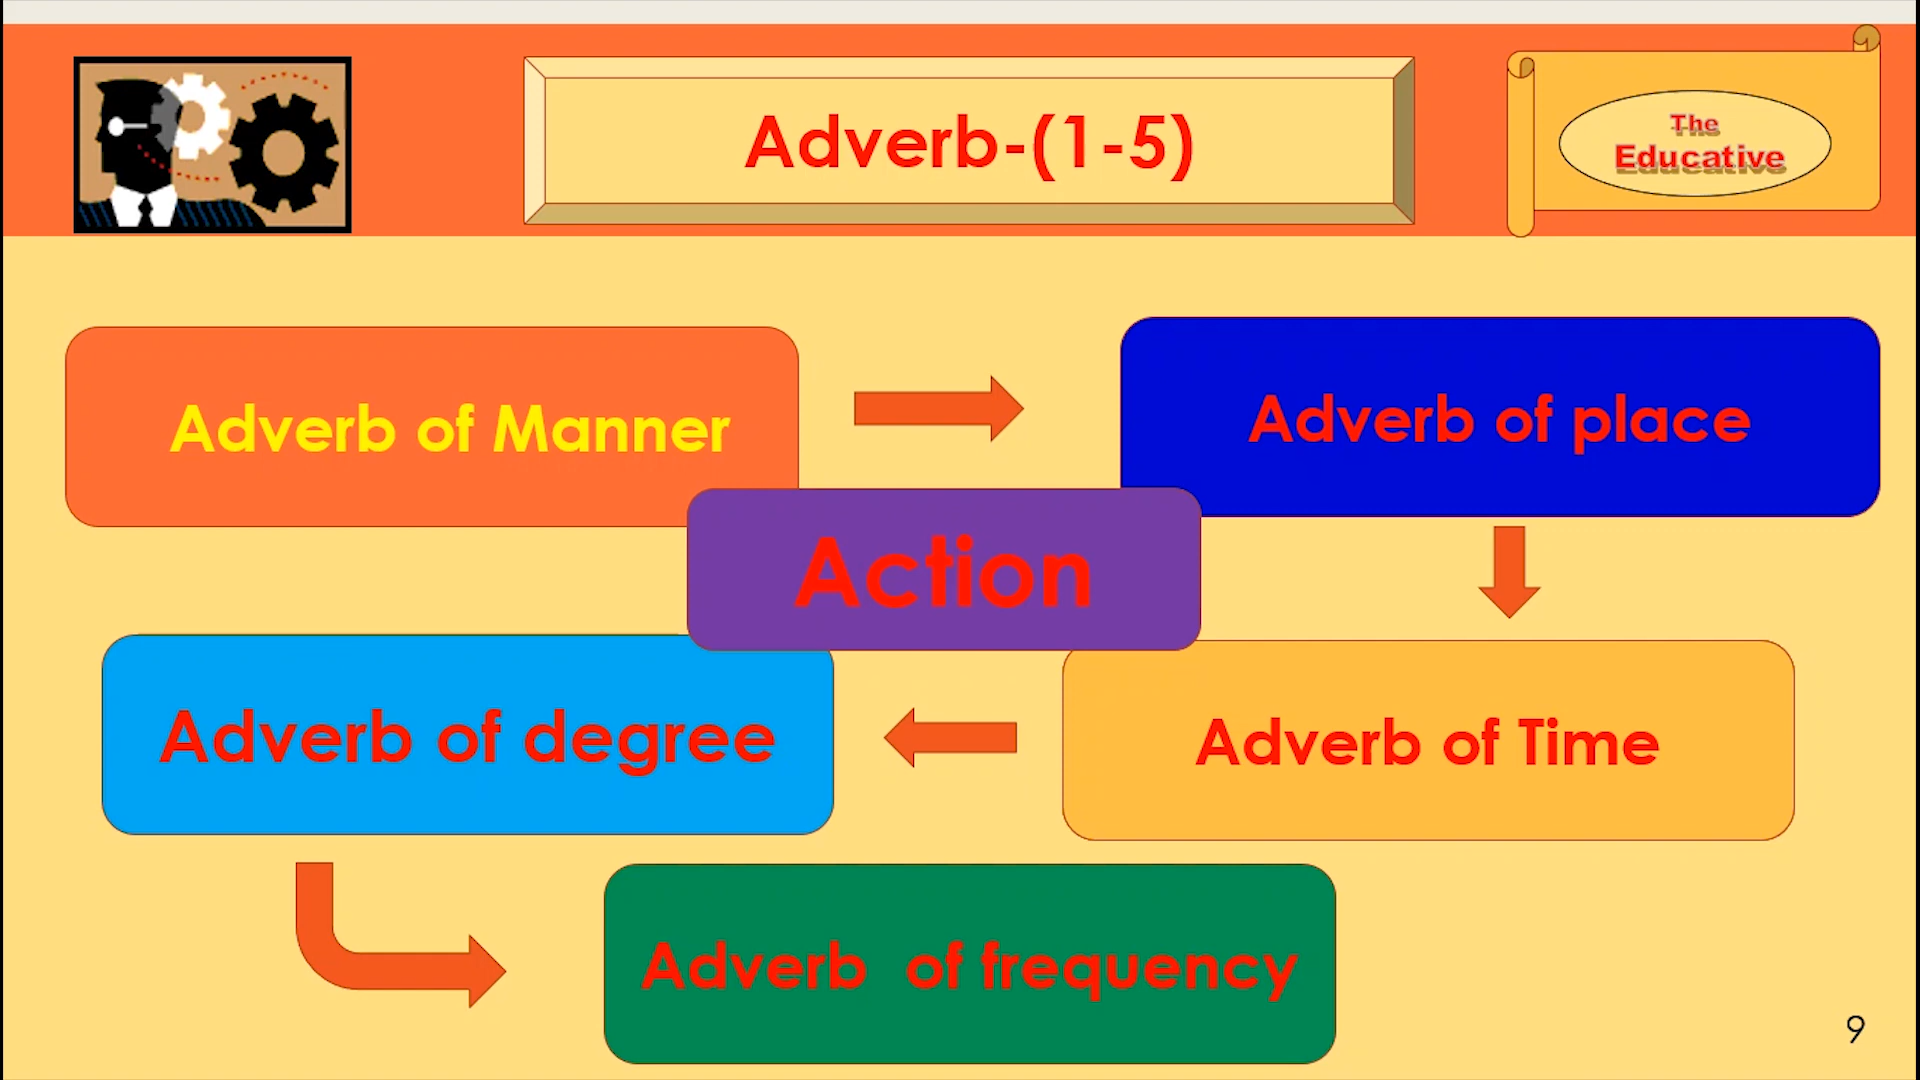 Adverb-(1-5)
The
Educative
Adverb of Manner
Adverb of place
Action
Adverb of degree
Adverb of Time
Adverb of frequency
9